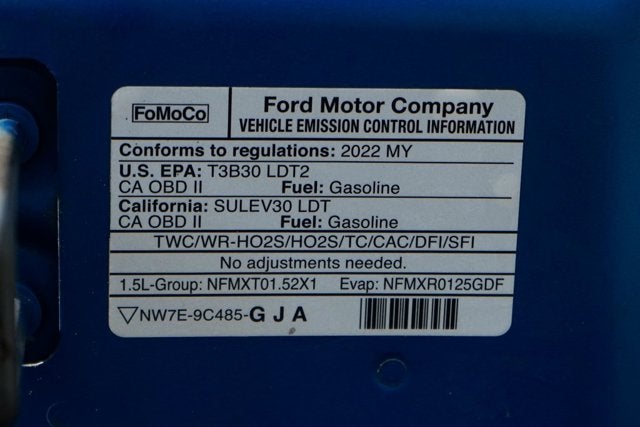 FoMoCo
Ford Motor Company
VEHICLE EMISSION CONTROL INFORMATION
Conforms to regulations: 2022 MY
U.S. EPA: T3B30 LDT2
CA OBD II Fuel: Gasoline
California: SULEV30 LDT
CA OBD II Fuel: Gasoline
TWC/WR-HO2S/HO2S/TC/CAC/DFI/SFI
No adjustments needed.
1.5L-Group: NFMXT01.52X1 Evap: NFMXR0125GDF
▽NW7E-9C485-G J A